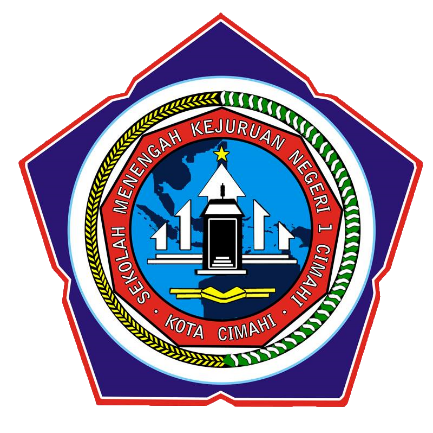 SEKOLAH MENENGAH KEJURUAN NEGERI 1 CIMAHI
· KOTA CIMAHI ·